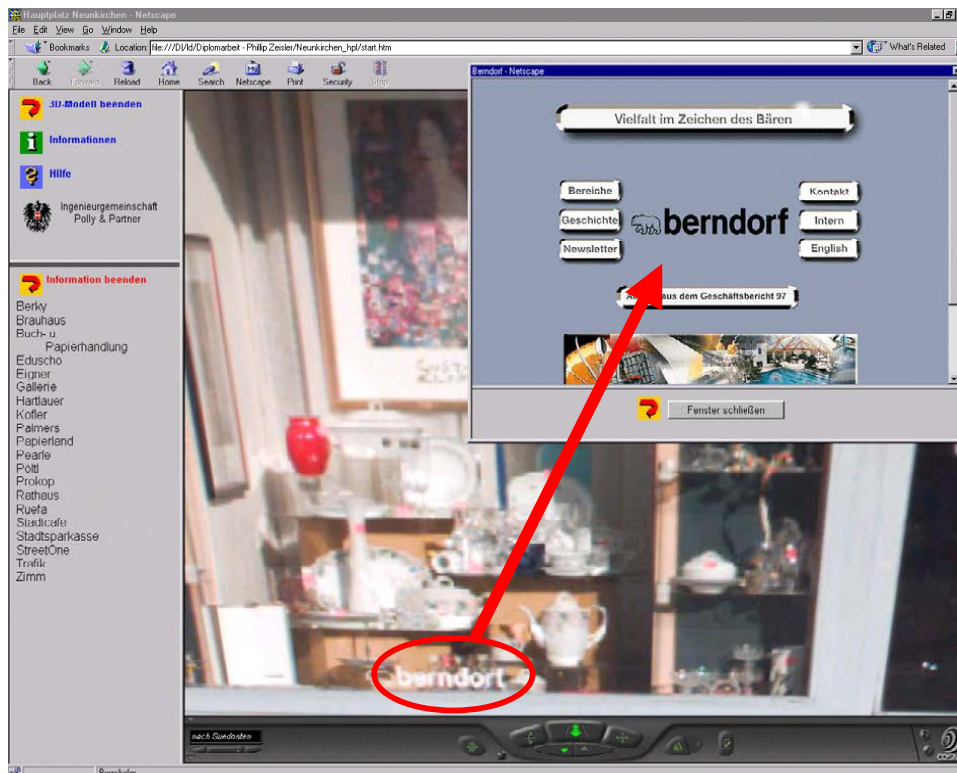 Hauptplatz Neunkirchen - Netscape
File Edit View Go Window Help
Bookmarks Location: file:///D|/ld/Diplomarbeit - Phillip Zeisler/Neunkirchen_hpl/start.htm What's Related
Back Forward Reload Home Search Netscape Print Security Stop
3D-Modell beenden
Informationen
Hilfe
Ingenieurgemeinschaft
Polly & Partner
Information beenden
Berky
Brauhaus
Buch- u.
Papierhandlung
Eduscho
Eigner
Gallerie
Hartlauer
Kofler
Palmers
Papierland
Pearle
Pöltl
Prokop
Rathaus
Ruefa
Stadtcafe
Stadtsparkasse
StreetOne
Trafik
Zimm
Berndorf - Netscape
Vielfalt im Zeichen des Bären
Bereiche
Geschichte
Newsletter
berndorf
Kontakt
Intern
English
aus dem Geschäftsbericht 97
Fenster schließen
berndorf
nach Suedosten